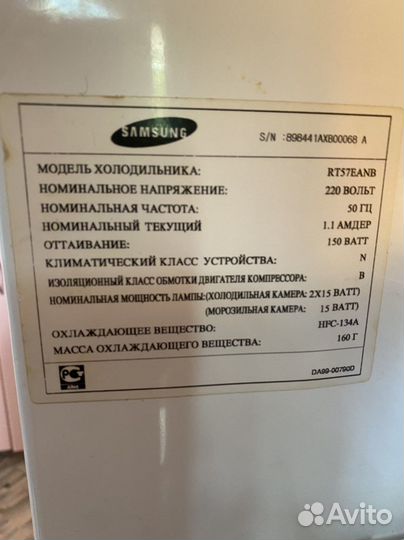 SAMSUNG
S/N :898441AXB00068 A
МОДЕЛЬ ХОЛОДИЛЬНИКА: RT57EANB
НОМИНАЛЬНОЕ НАПРЯЖЕНИЕ: 220 ВОЛЬТ
НОМИНАЛЬНАЯ ЧАСТОТА: 50 ГЦ
НОМИНАЛЬНЫЙ ТЕКУЩИЙ 1.1 АМДЕР
ОТТАИВАНИЕ: 150 ВАТТ
КЛИМАТИЧЕСКИЙ КЛАСС УСТРОЙСТВА: N
ИЗОЛЯЦИОННЫЙ КЛАСС ОБМОТКИ ДВИГАТЕЛЯ КОМПРЕССОРА: B
НОМИНАЛЬНАЯ МОЩНОСТЬ ЛАМПЫ:(ХОЛОДИЛЬНАЯ КАМЕРА: 2X15 ВАТТ)
(МОРОЗИЛЬНАЯ КАМЕРА: 15 ВАТТ)
ОХЛАЖДАЮЩЕЕ ВЕЩЕСТВО: HFC-134A
МАССА ОХЛАЖДАЮЩЕГО ВЕЩЕСТВА: 160 Г
DA99-00790D
Avito